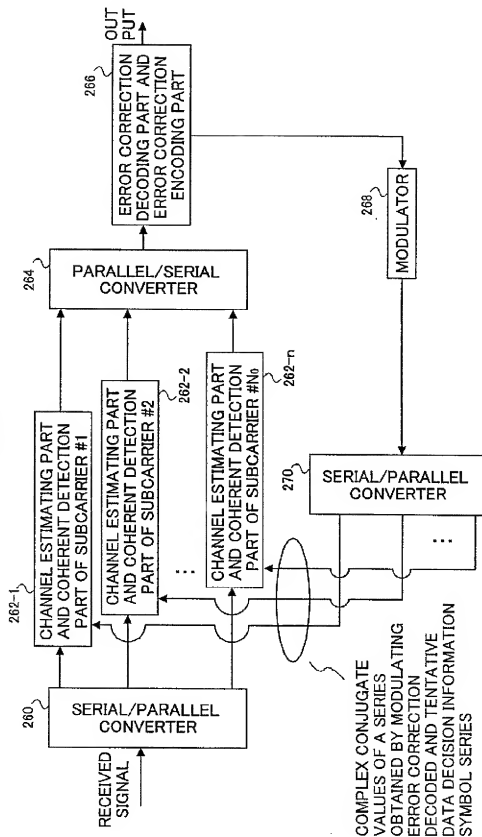 RECEIVED
SIGNAL
260
SERIAL/PARALLEL
CONVERTER
262-1
CHANNEL ESTIMATING PART
AND COHERENT DETECTION
PART OF SUBCARRIER #1
262-2
CHANNEL ESTIMATING PART
AND COHERENT DETECTION
PART OF SUBCARRIER #2
...
262-n
CHANNEL ESTIMATING PART
AND COHERENT DETECTION
PART OF SUBCARRIER #N₀
264
PARALLEL/SERIAL
CONVERTER
266
ERROR CORRECTION
DECODING PART AND
ERROR CORRECTION
ENCODING PART
OUT
PUT
268
MODULATOR
270
SERIAL/PARALLEL
CONVERTER
...
COMPLEX CONJUGATE
VALUES OF A SERIES
OBTAINED BY MODULATING
ERROR CORRECTION
DECODED AND TENTATIVE
DATA DECISION INFORMATION
SYMBOL SERIES